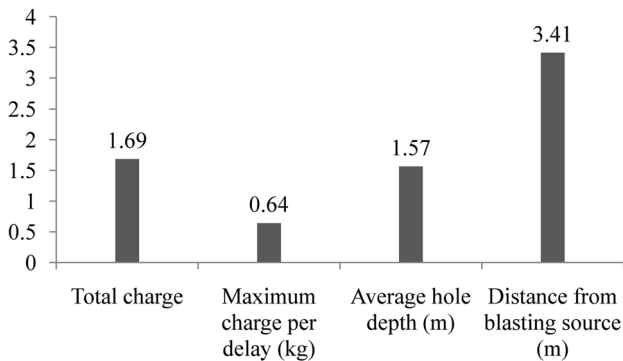 4
3.5
3
2.5
2
1.5
1
0.5
0
1.69
0.64
1.57
3.41
Total charge
Maximum
charge per
delay (kg)
Average hole
depth (m)
Distance from
blasting source
(m)